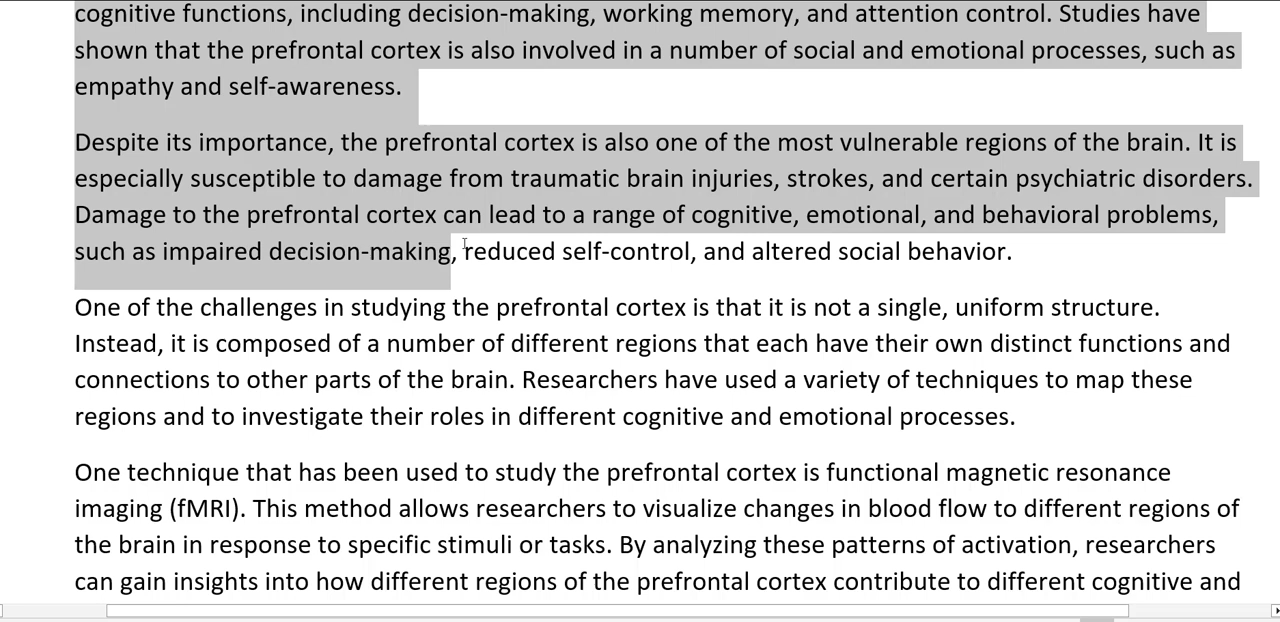 cognitive functions, including decision-making, working memory, and attention control. Studies have
shown that the prefrontal cortex is also involved in a number of social and emotional processes, such as
empathy and self-awareness.
Despite its importance, the prefrontal cortex is also one of the most vulnerable regions of the brain. It is
especially susceptible to damage from traumatic brain injuries, strokes, and certain psychiatric disorders.
Damage to the prefrontal cortex can lead to a range of cognitive, emotional, and behavioral problems,
such as impaired decision-making, reduced self-control, and altered social behavior.
One of the challenges in studying the prefrontal cortex is that it is not a single, uniform structure.
Instead, it is composed of a number of different regions that each have their own distinct functions and
connections to other parts of the brain. Researchers have used a variety of techniques to map these
regions and to investigate their roles in different cognitive and emotional processes.
One technique that has been used to study the prefrontal cortex is functional magnetic resonance
imaging (fMRI). This method allows researchers to visualize changes in blood flow to different regions of
the brain in response to specific stimuli or tasks. By analyzing these patterns of activation, researchers
can gain insights into how different regions of the prefrontal cortex contribute to different cognitive and